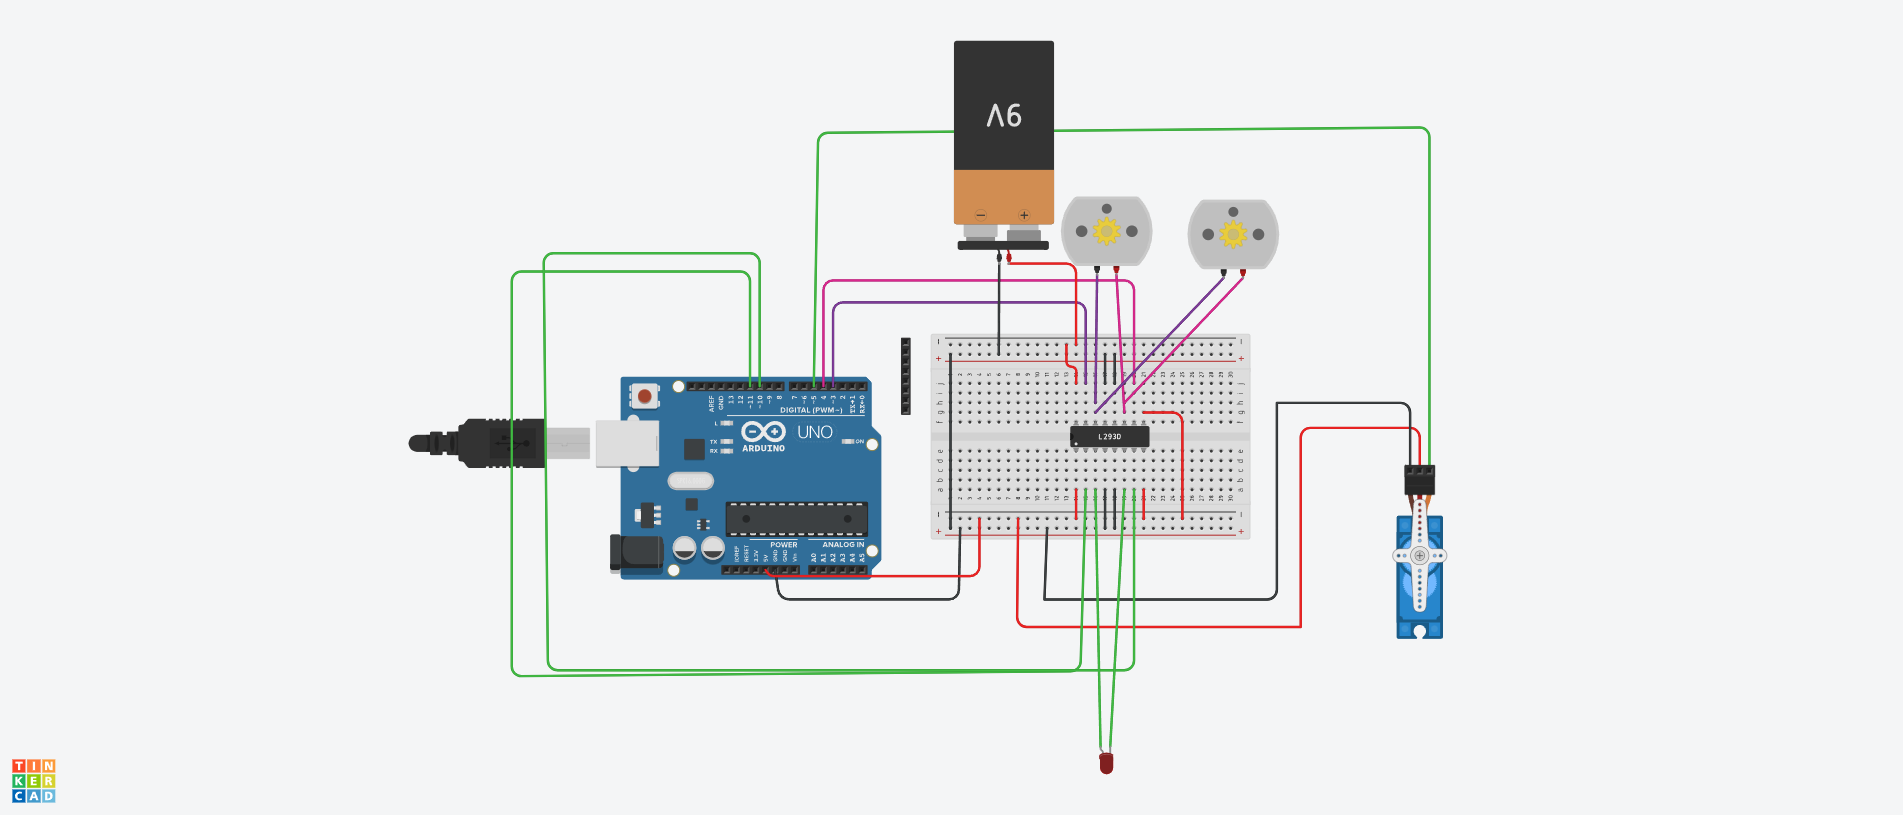 9V
AREF
GND
13
12
~11
~10
~9
8
7
~6
~5
4
~3
2
TX→1
RX←0
DIGITAL (PWM~)
L
TX
RX
UNO
ARDUINO
ON
L293D
POWER
ANALOG IN
IOREF
RESET
3.3V
5V
GND
GND
Vin
A0
A1
A2
A3
A4
A5
TIN
KER
CAD